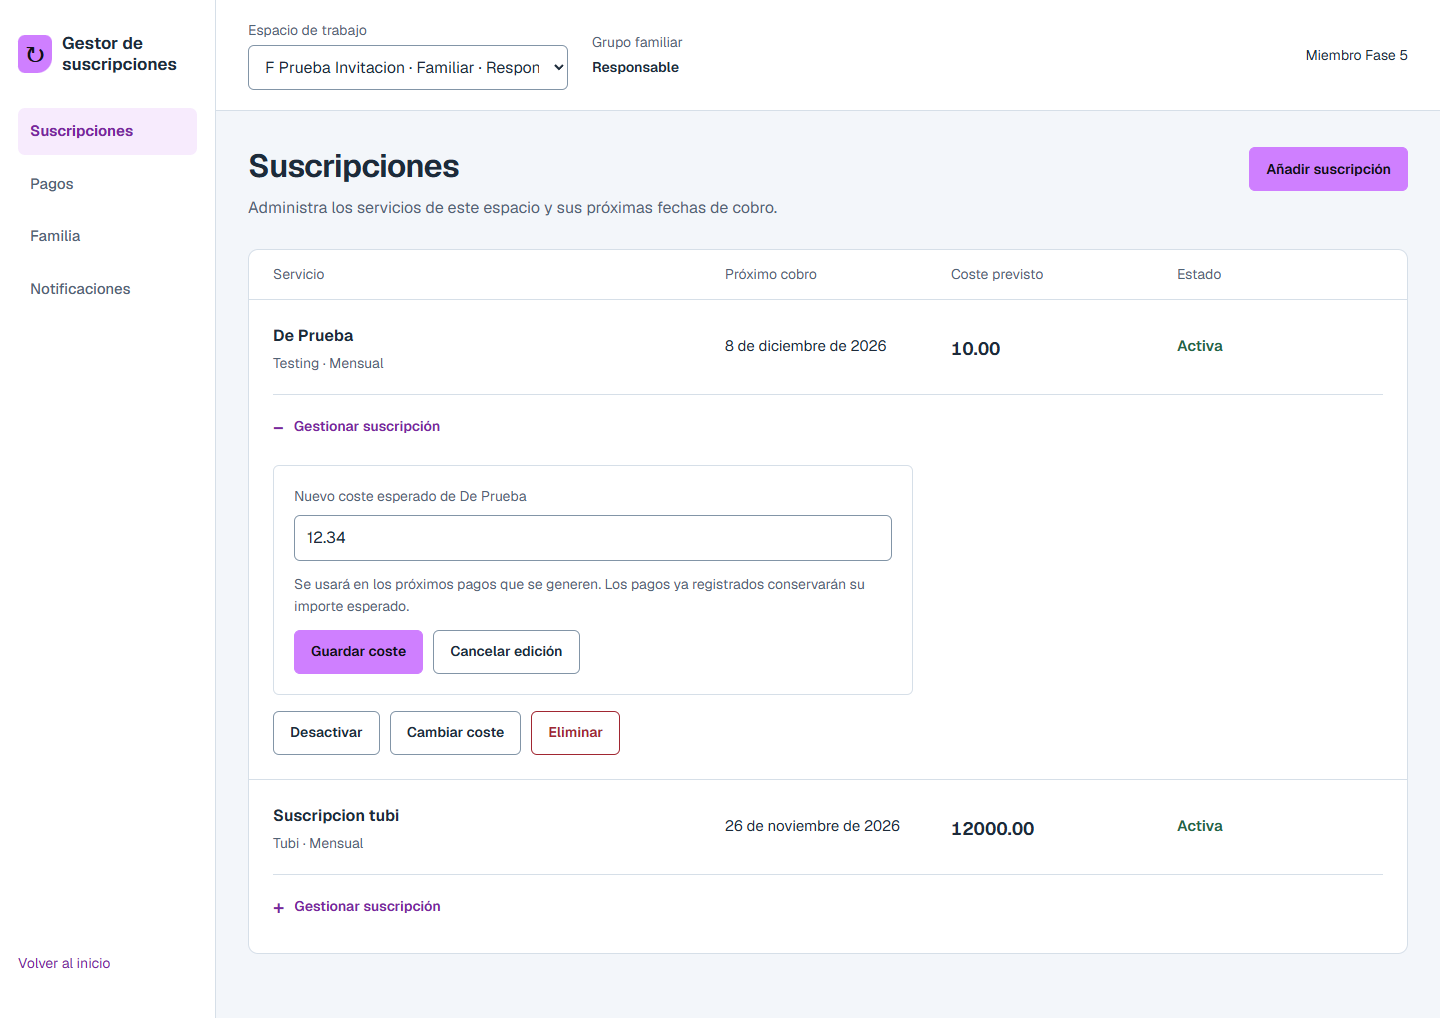 Gestor de
suscripciones
Suscripciones
Pagos
Familia
Notificaciones
Volver al inicio
Espacio de trabajo
F Prueba Invitacion · Familiar · Respon
Grupo familiar
Responsable
Miembro Fase 5
Suscripciones
Administra los servicios de este espacio y sus próximas fechas de cobro.
Añadir suscripción
Servicio Próximo cobro Coste previsto Estado
De Prueba
Testing · Mensual
8 de diciembre de 2026
10.00
Activa
– Gestionar suscripción
Nuevo coste esperado de De Prueba
12.34
Se usará en los próximos pagos que se generen. Los pagos ya registrados conservarán su
importe esperado.
Guardar coste Cancelar edición
Desactivar Cambiar coste Eliminar
Suscripcion tubi
Tubi · Mensual
26 de noviembre de 2026
12000.00
Activa
+ Gestionar suscripción